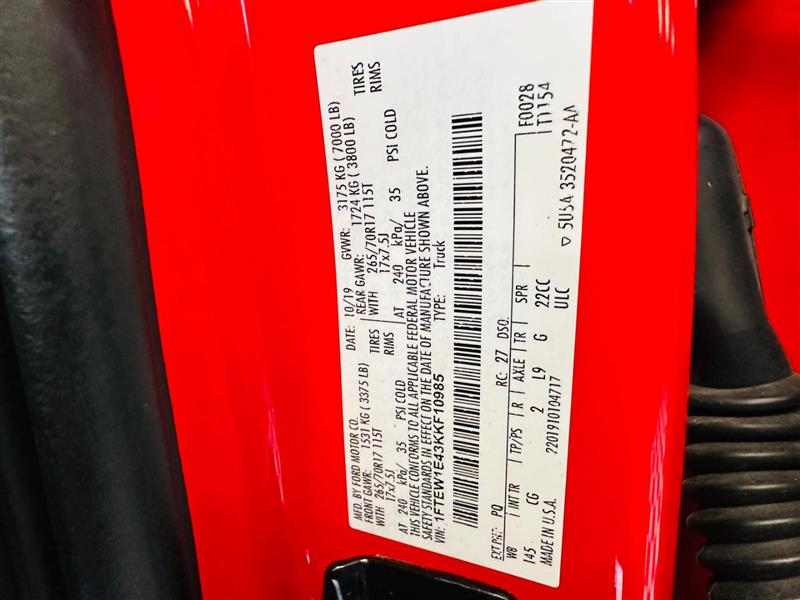 MFD. BY FORD MOTOR CO. DATE: 10/19 GVWR: 3175 KG ( 7000 LB)
FRONT GAWR: 1531 KG ( 3375 LB) REAR GAWR: 1724 KG ( 3800 LB)
WITH 265/70R17 115T TIRES WITH 265/70R17 115T TIRES
17x7.5J RIMS 17x7.5J RIMS
AT 240 kPa/ 35 PSI COLD AT 240 kPa/ 35 PSI COLD
THIS VEHICLE CONFORMS TO ALL APPLICABLE FEDERAL MOTOR VEHICLE
SAFETY STANDARDS IN EFFECT ON THE DATE OF MANUFACTURE SHOWN ABOVE.
VIN: 1FTEW1E43KKF10985 TYPE: Truck
F0028
EXT PNT: PQ RC: 27 DSO: T1154
WB INT TR TP/PS R AXLE TR SPR
145 CG 2 L9 G 22CC
MADE IN U.S.A. 2201910104717 ULC
5U5A 3520472-AA